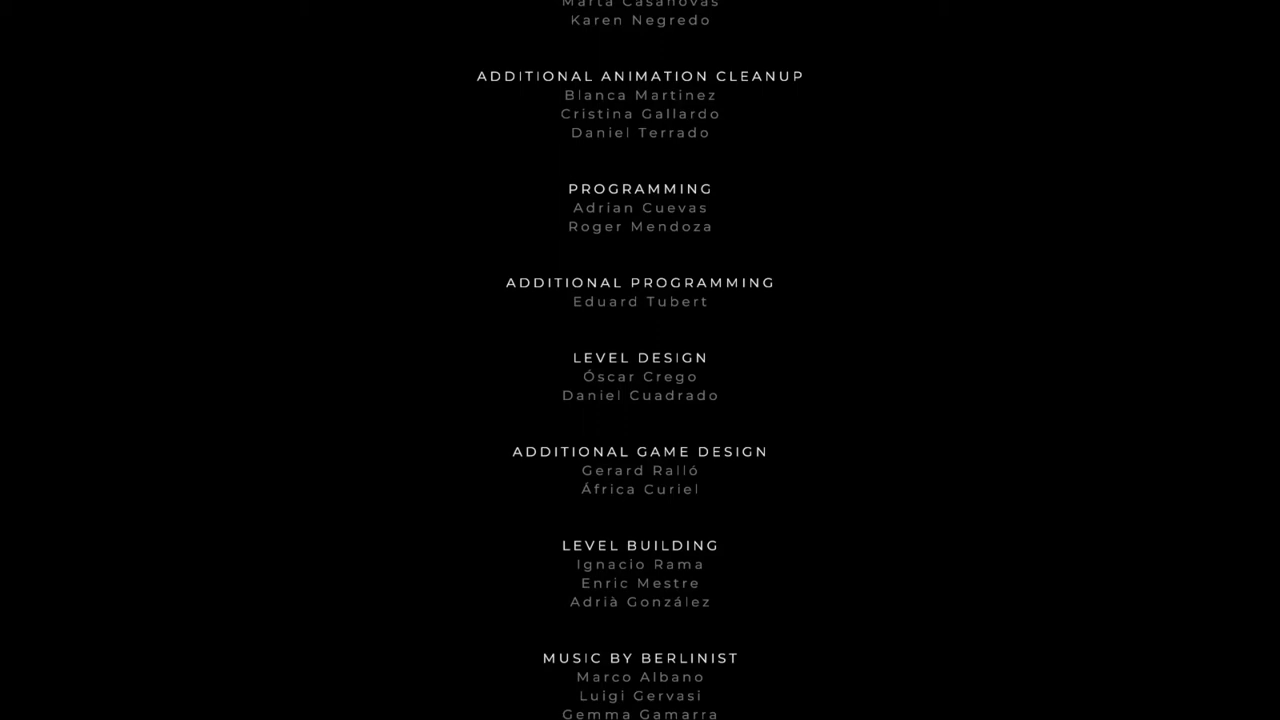 Marta Casanovas
Karen Negredo
ADDITIONAL ANIMATION CLEANUP
Blanca Martinez
Cristina Gallardo
Daniel Terrado
PROGRAMMING
Adrian Cuevas
Roger Mendoza
ADDITIONAL PROGRAMMING
Eduard Tubert
LEVEL DESIGN
Óscar Crego
Daniel Cuadrado
ADDITIONAL GAME DESIGN
Gerard Ralló
África Curiel
LEVEL BUILDING
Ignacio Rama
Enric Mestre
Adrià González
MUSIC BY BERLINIST
Marco Albano
Luigi Gervasi
Gemma Gamarra